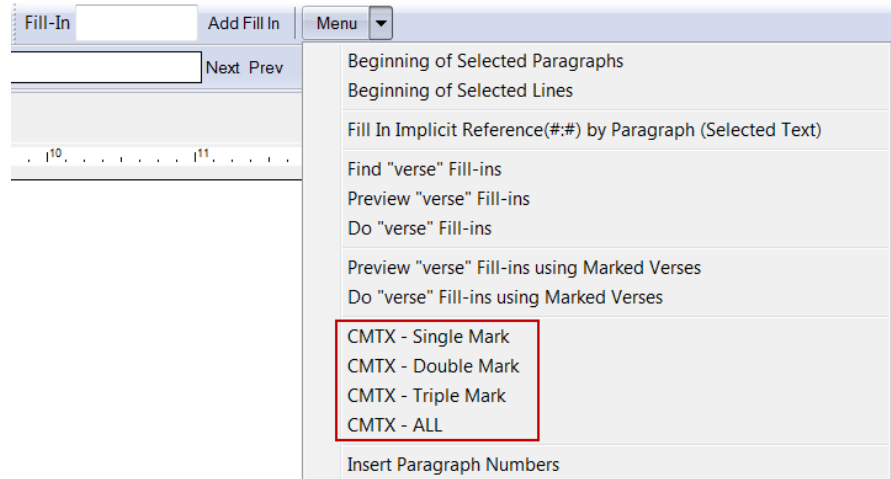 Fill-In Add Fill In Menu
Next Prev
10 11
Beginning of Selected Paragraphs
Beginning of Selected Lines
Fill In Implicit Reference(#:#) by Paragraph (Selected Text)
Find "verse" Fill-ins
Preview "verse" Fill-ins
Do "verse" Fill-ins
Preview "verse" Fill-ins using Marked Verses
Do "verse" Fill-ins using Marked Verses
CMTX - Single Mark
CMTX - Double Mark
CMTX - Triple Mark
CMTX - ALL
Insert Paragraph Numbers